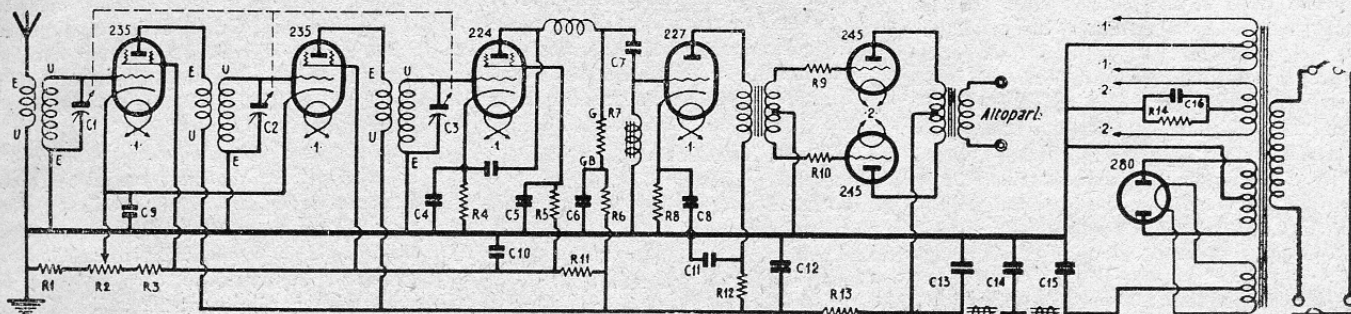 235
235
224
227
245
·1·
·1·
·2·
·2·
E
U
E
U
E
U
C7
R9
G
R7
C16
R14
C1
C2
C3
·1·
·1·
·1·
·2·
Altoparl:
U
E
U
E
U
E
GB
R10
280
245
C9
C4
R4
C5
R5
C6
R6
R8
C8
C10
R11
C11
C12
C13
C14
C15
R1
R2
R3
R12
R13